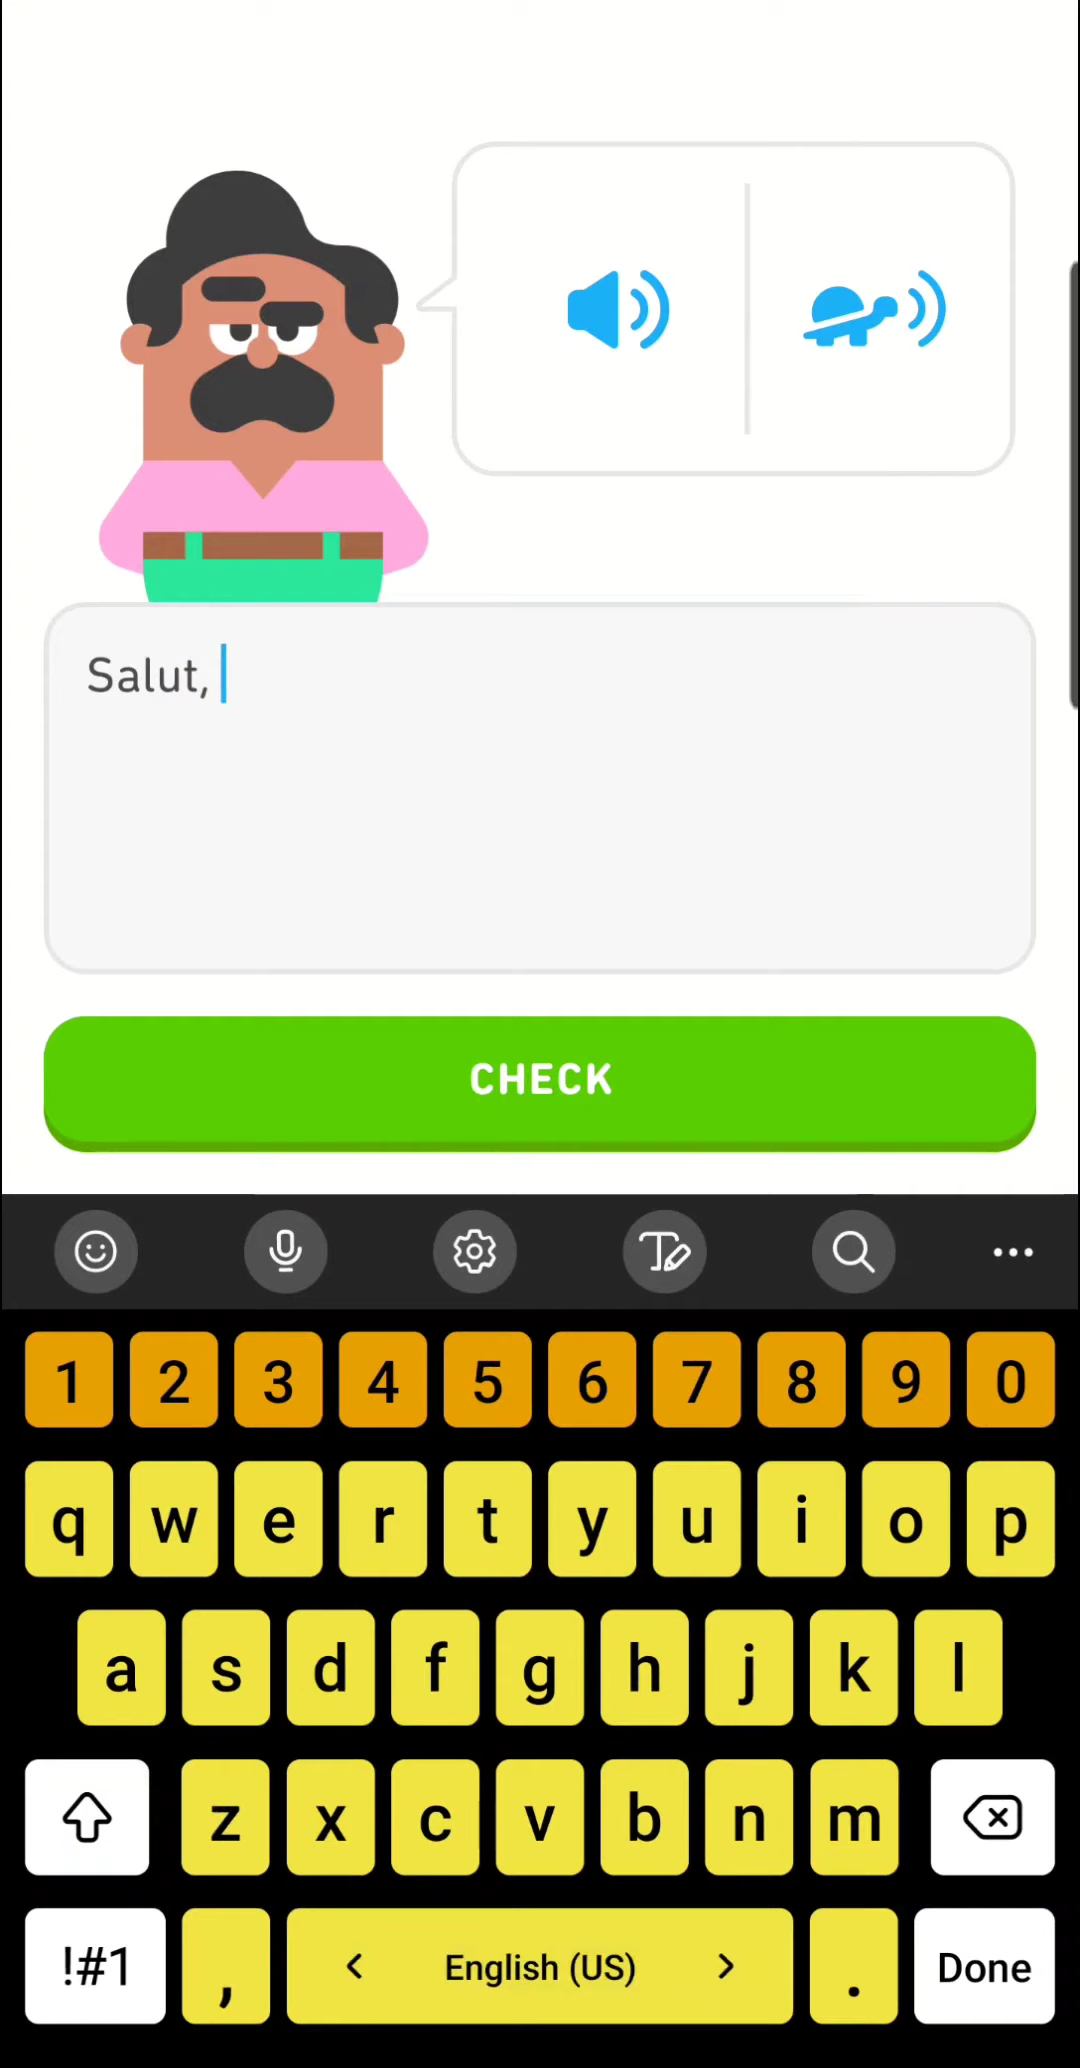 Salut,
CHECK
1 2 3 4 5 6 7 8 9 0
q w e r t y u i o p
a s d f g h j k l
z x c v b n m
!#1 , < English (US) > . Done